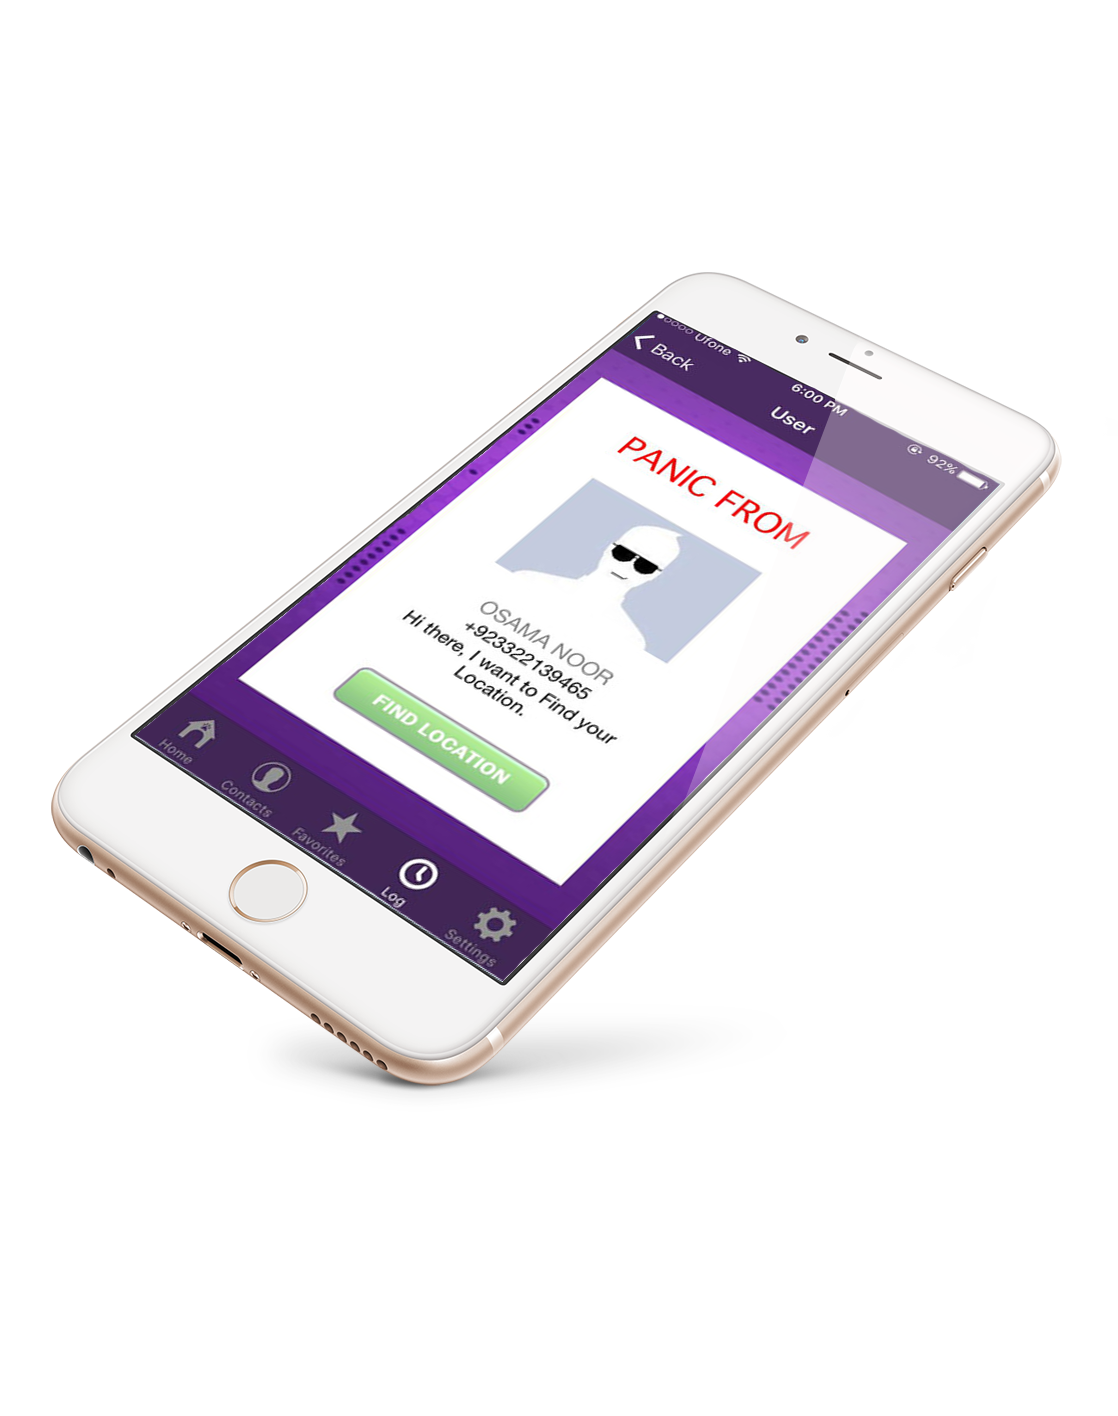 Ufone
6:00 PM
92%
Back
User
PANIC FROM
OSAMA NOOR
+923322139465
Hi there, I want to Find your
Location.
FIND LOCATION
Home
Contacts
Favorites
Log
Settings